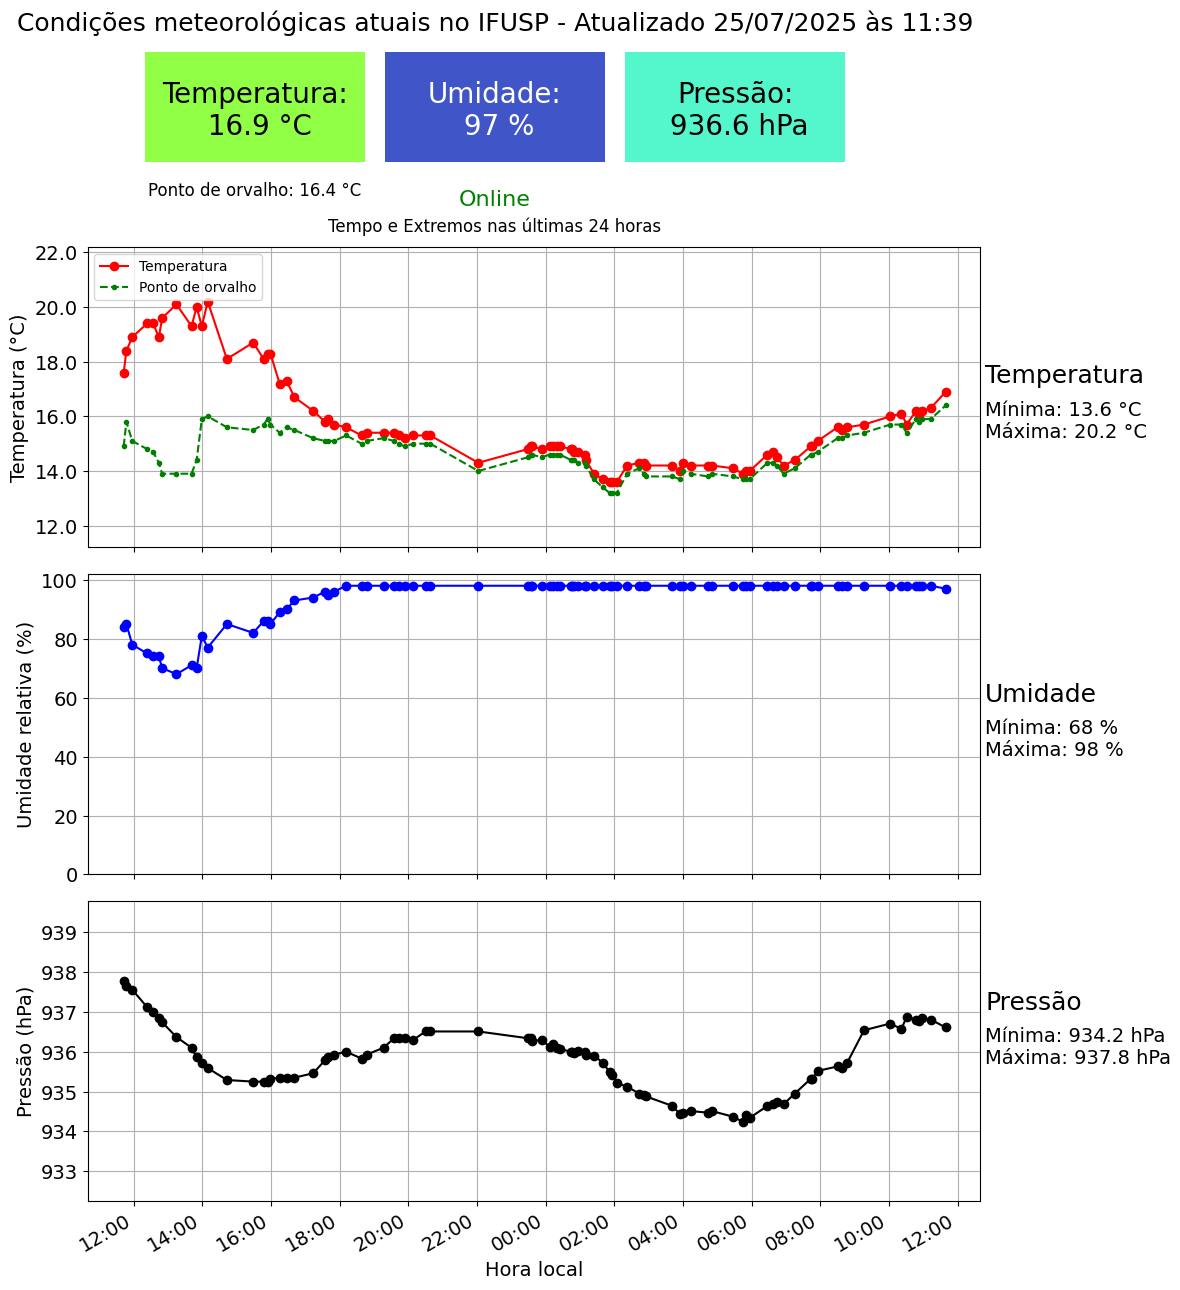 Condições meteorológicas atuais no IFUSP - Atualizado 25/07/2025 às 11:39
Temperatura:
16.9 °C
Umidade:
97 %
Pressão:
936.6 hPa
Ponto de orvalho: 16.4 °C
Online
Tempo e Extremos nas últimas 24 horas
Temperatura (°C)
22.0
20.0
18.0
16.0
14.0
12.0
Temperatura
Ponto de orvalho
Temperatura
Mínima: 13.6 °C
Máxima: 20.2 °C
Umidade relativa (%)
100
80
60
40
20
0
Umidade
Mínima: 68 %
Máxima: 98 %
Pressão (hPa)
939
938
937
936
935
934
933
Pressão
Mínima: 934.2 hPa
Máxima: 937.8 hPa
12:00 14:00 16:00 18:00 20:00 22:00 00:00 02:00 04:00 06:00 08:00 10:00 12:00
Hora local